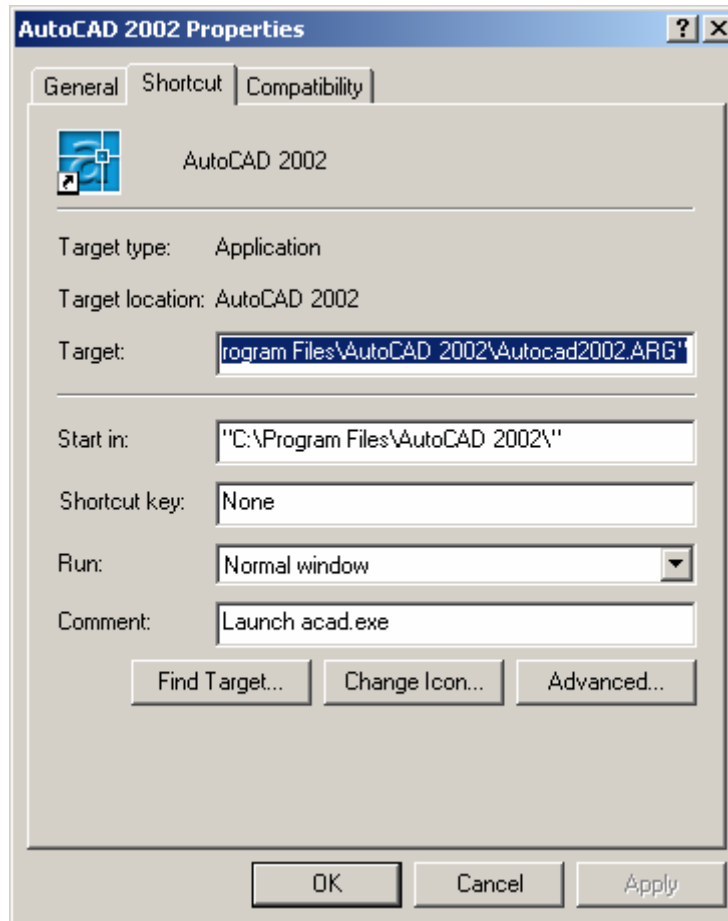 AutoCAD 2002 Properties
General Shortcut Compatibility
AutoCAD 2002
Target type: Application
Target location: AutoCAD 2002
Target: rogram Files\AutoCAD 2002\Autocad2002.ARG"
Start in: "C:\Program Files\AutoCAD 2002\"
Shortcut key: None
Run: Normal window
Comment: Launch acad.exe
Find Target... Change Icon... Advanced...
OK Cancel Apply